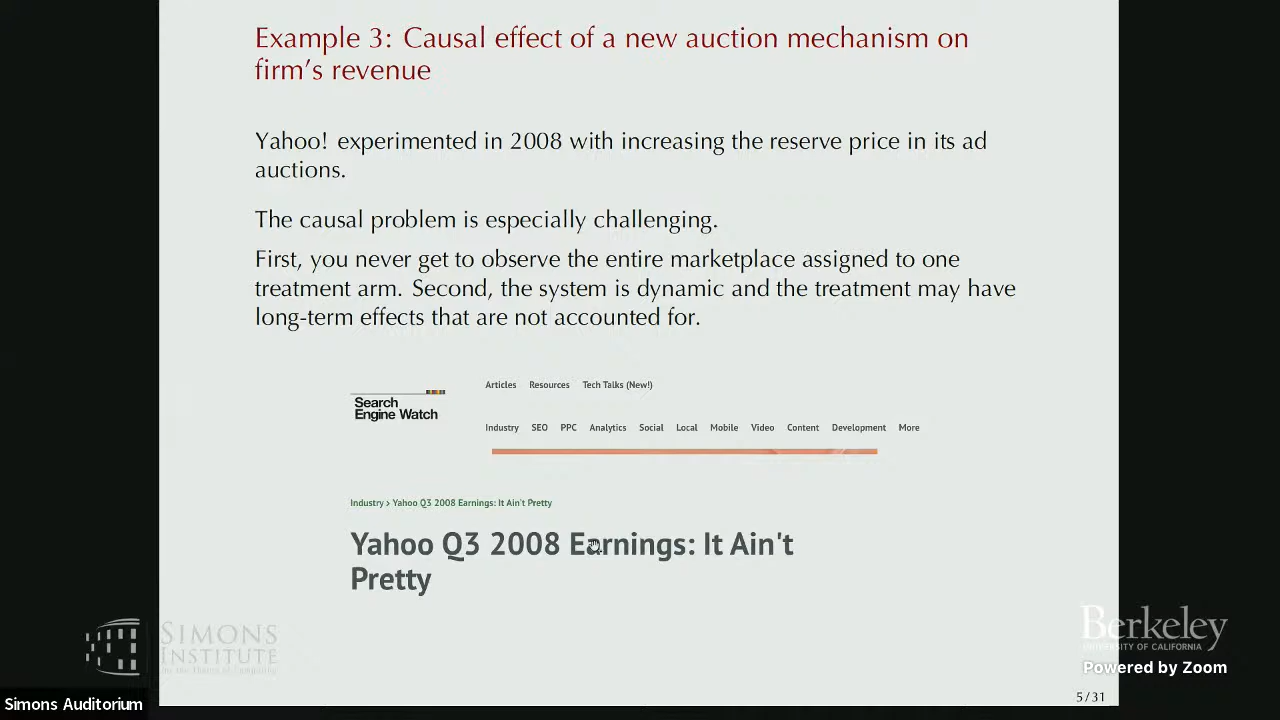 Example 3: Causal effect of a new auction mechanism on
firm's revenue
Yahoo! experimented in 2008 with increasing the reserve price in its ad
auctions.
The causal problem is especially challenging.
First, you never get to observe the entire marketplace assigned to one
treatment arm. Second, the system is dynamic and the treatment may have
long-term effects that are not accounted for.
Articles Resources Tech Talks (New!)
Search
Engine Watch
Industry SEO PPC Analytics Social Local Mobile Video Content Development More
Industry > Yahoo Q3 2008 Earnings: It Ain't Pretty
Yahoo Q3 2008 Earnings: It Ain't
Pretty
SIMONS
INSTITUTE
Berkeley
UNIVERSITY OF CALIFORNIA
Powered by Zoom
5/31
Simons Auditorium